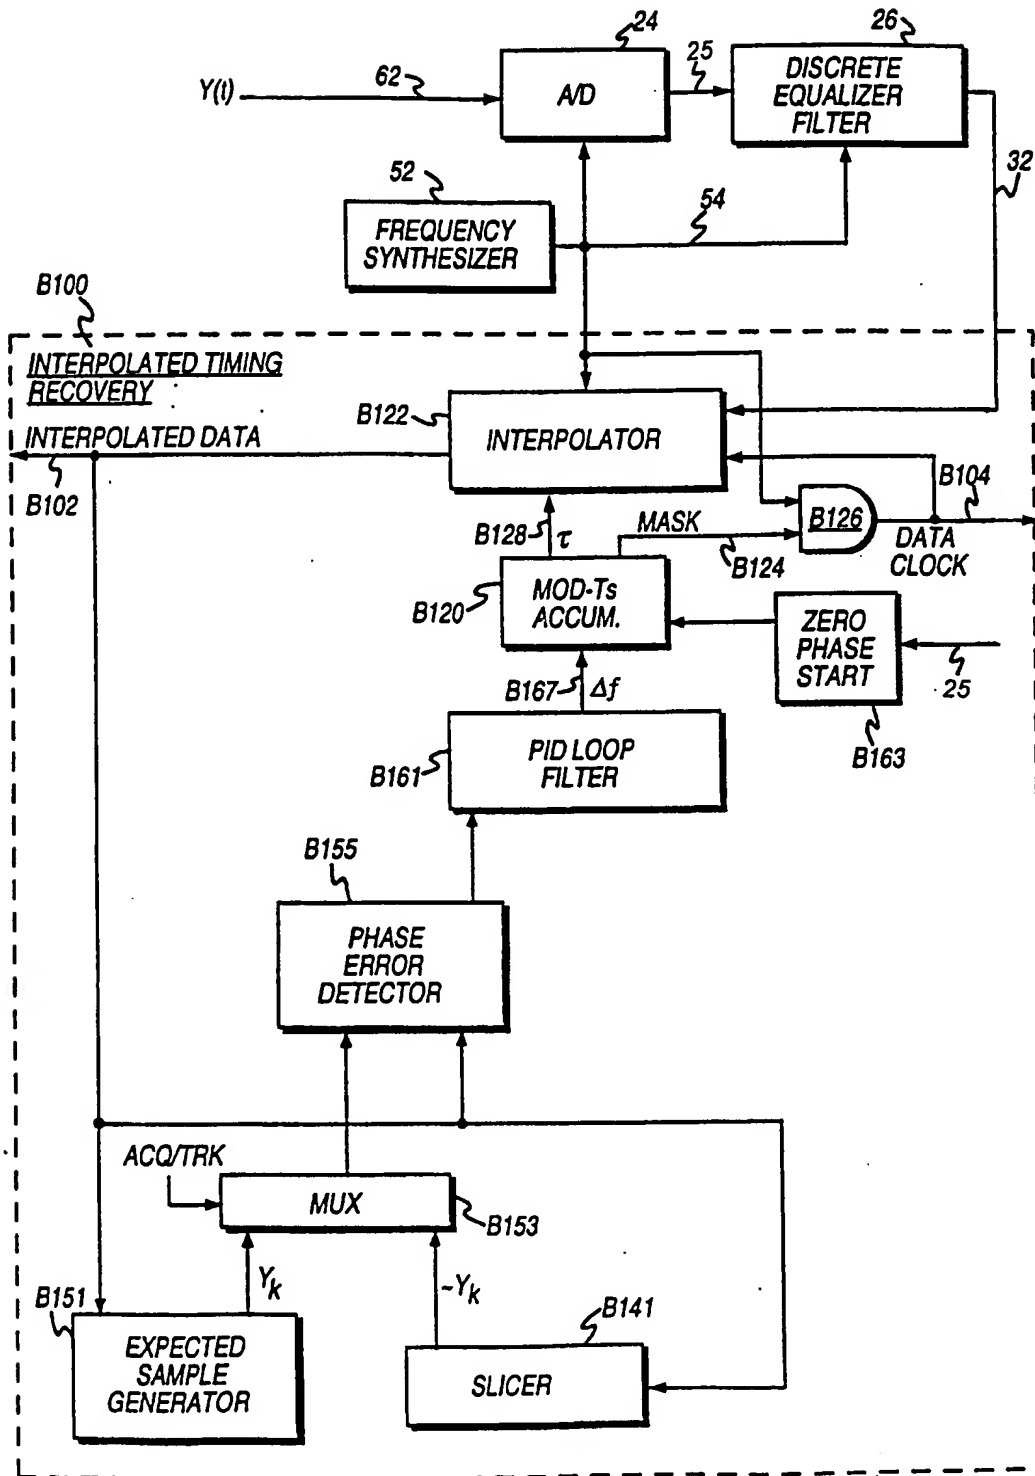 24
26
25
62
Y(t)
A/D
DISCRETE
EQUALIZER
FILTER
32
52
54
FREQUENCY
SYNTHESIZER
B100
INTERPOLATED TIMING
RECOVERY
B122
INTERPOLATOR
INTERPOLATED DATA
B102
B104
B126
DATA
CLOCK
B128
τ
MASK
B124
MOD-Ts
ACCUM.
B120
ZERO
PHASE
START
25
B163
B167
Δf
PID LOOP
FILTER
B161
B155
PHASE
ERROR
DETECTOR
ACQ/TRK
MUX
B153
Yk
~Yk
B151
EXPECTED
SAMPLE
GENERATOR
B141
SLICER